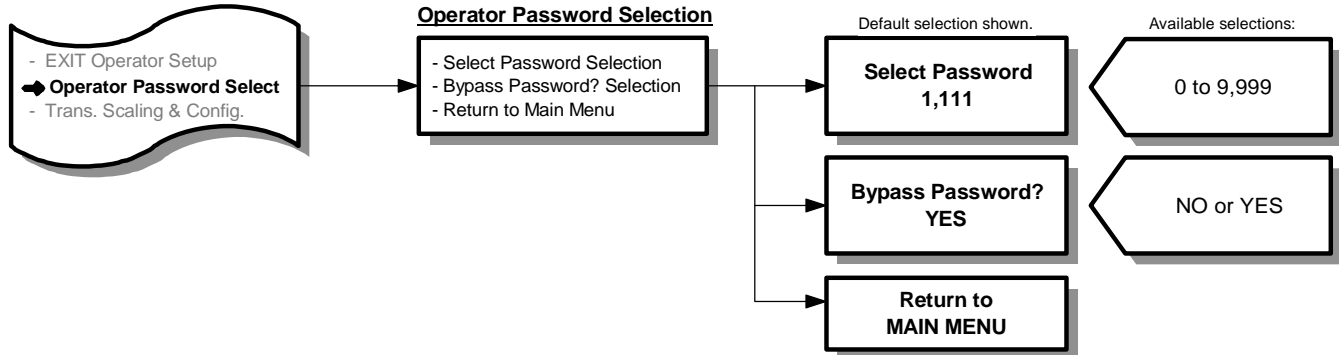 - EXIT Operator Setup
Operator Password Select
- Trans. Scaling & Config.
Operator Password Selection
- Select Password Selection
- Bypass Password? Selection
- Return to Main Menu
Default selection shown.
Select Password
1,111
Bypass Password?
YES
Return to
MAIN MENU
Available selections:
0 to 9,999
NO or YES